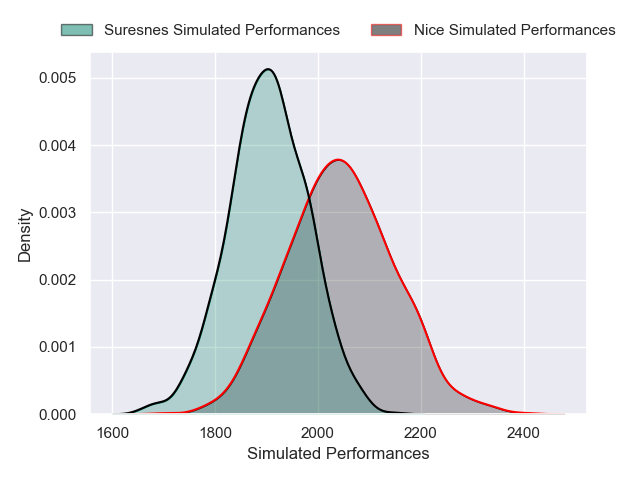 Suresnes Simulated Performances Nice Simulated Performances
0.005
0.004
0.003
0.002
0.001
0.000
Density
1600 1800 2000 2200 2400
Simulated Performances